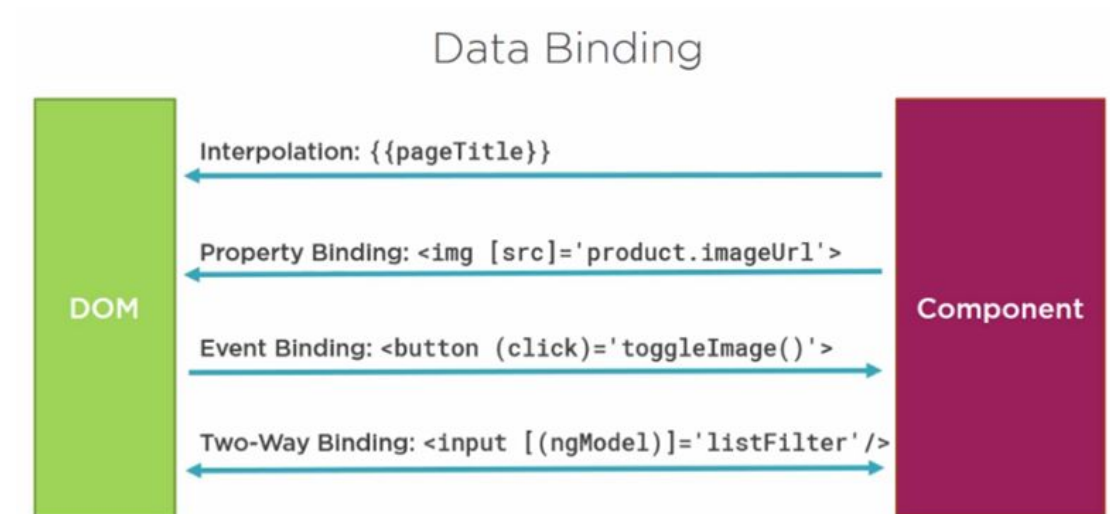 Data Binding
Interpolation: {{pageTitle}}
Property Binding: <img [src]='product.imageUrl'>
DOM
Component
Event Binding: <button (click)='toggleImage()'>
Two-Way Binding: <input [(ngModel)]='listFilter'/>